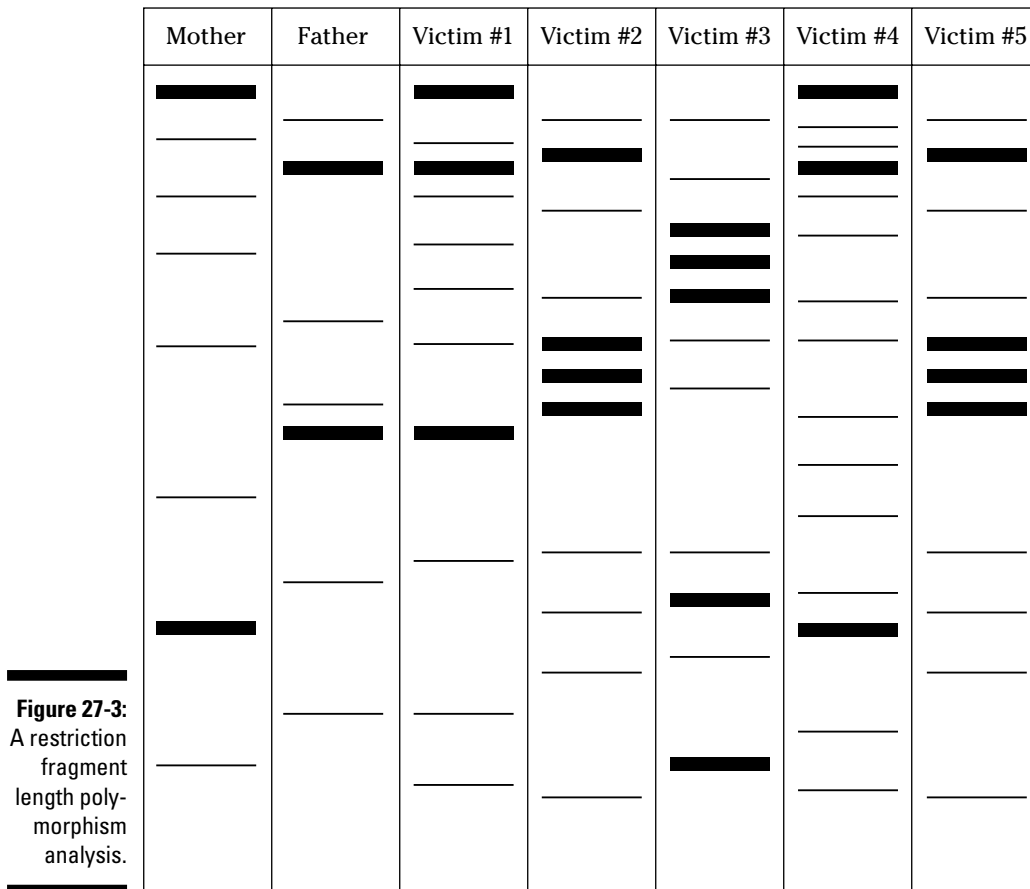 Mother Father Victim #1 Victim #2 Victim #3 Victim #4 Victim #5
Figure 27-3:
A restriction
fragment
length poly-
morphism
analysis.